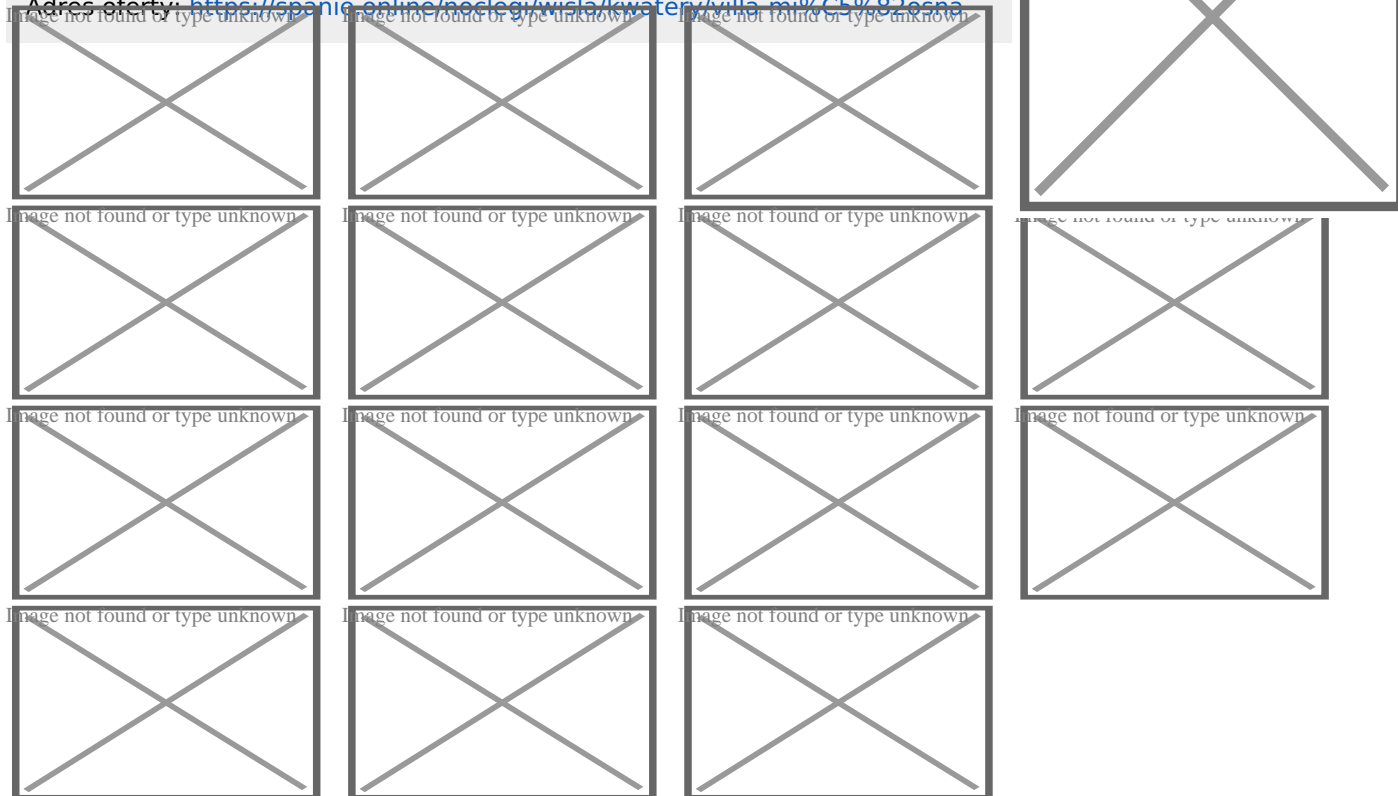 Adres oferty: https://spanie.online/noclegi/wisla/kwatery/villa-mi%C5%82osna
Image not found or type unknown Image not found or type unknown Image not found or type unknown
Image not found or type unknown Image not found or type unknown Image not found or type unknown Image not found or type unknown
Image not found or type unknown Image not found or type unknown Image not found or type unknown Image not found or type unknown
Image not found or type unknown Image not found or type unknown Image not found or type unknown